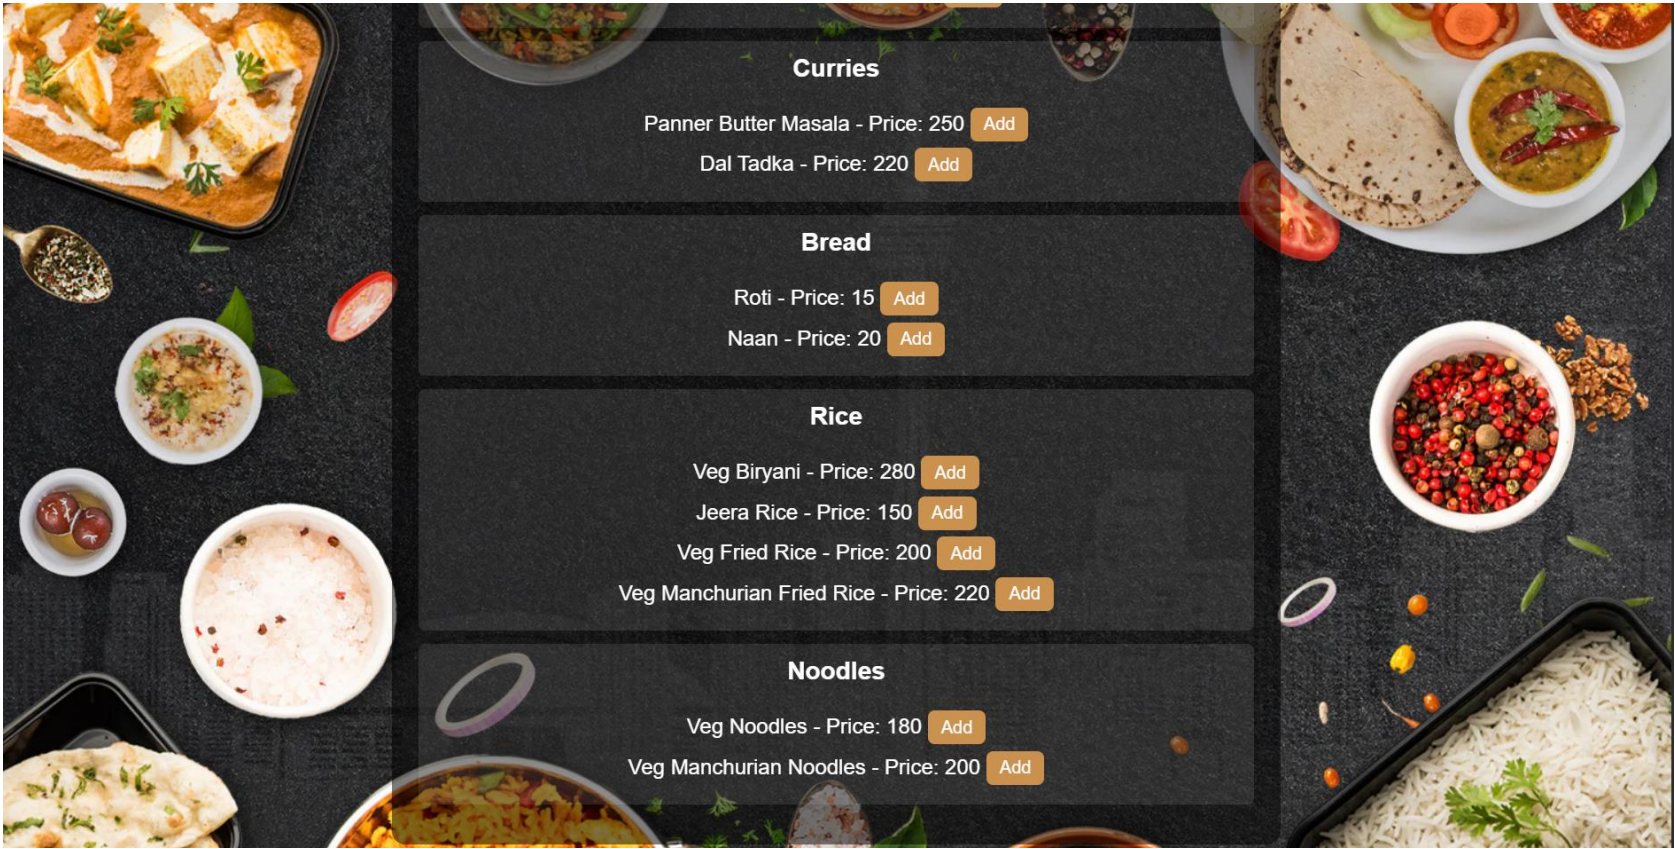 Curries
Panner Butter Masala - Price: 250 Add
Dal Tadka - Price: 220 Add
Bread
Roti - Price: 15 Add
Naan - Price: 20 Add
Rice
Veg Biryani - Price: 280 Add
Jeera Rice - Price: 150 Add
Veg Fried Rice - Price: 200 Add
Veg Manchurian Fried Rice - Price: 220 Add
Noodles
Veg Noodles - Price: 180 Add
Veg Manchurian Noodles - Price: 200 Add